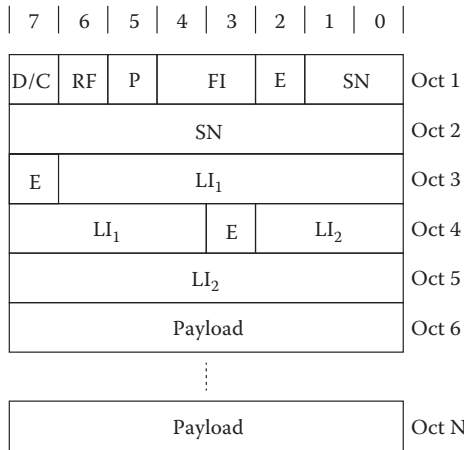 7 6 5 4 3 2 1 0
D/C RF P FI E SN Oct 1
SN Oct 2
E LI₁ Oct 3
LI₁ E LI₂ Oct 4
LI₂ Oct 5
Payload Oct 6
Payload Oct N